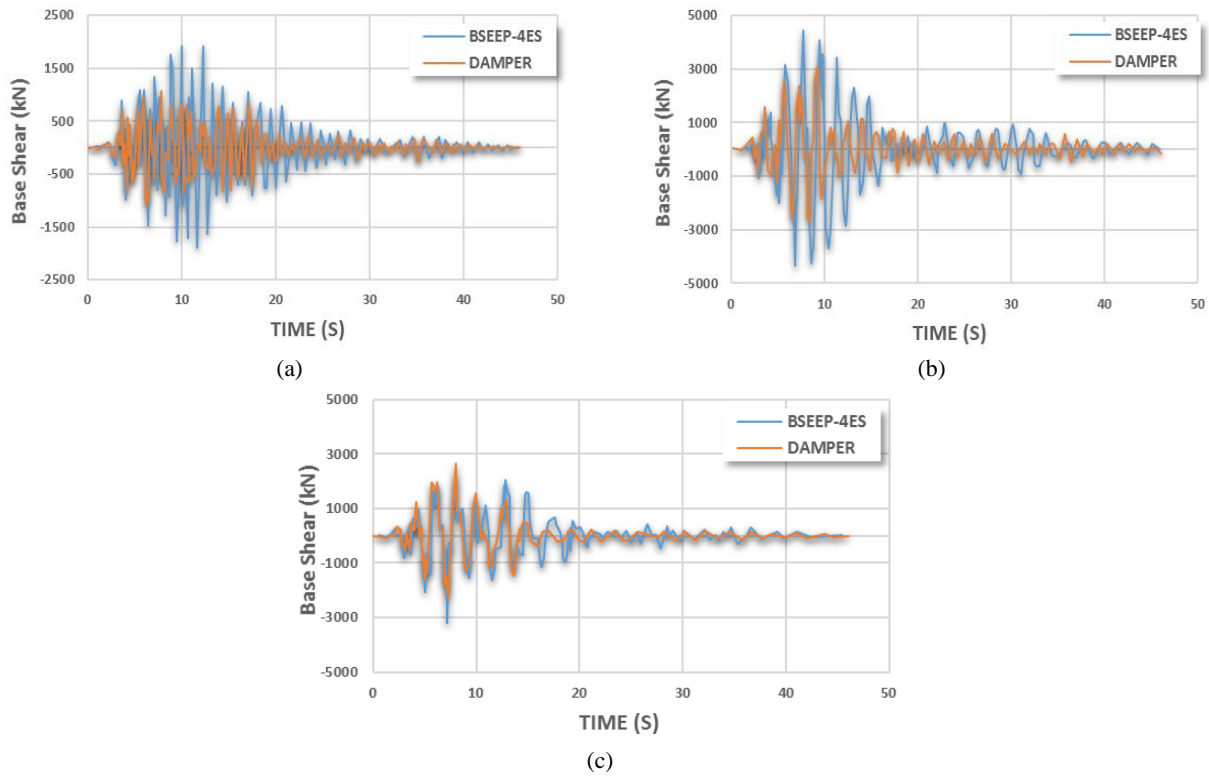 2500
1500
500
-500
-1500
-2500
Base Shear (kN)
BSEEP-4ES
DAMPER
0 10 20 30 40 50
TIME (S)
(a)
5000
3000
1000
-1000
-3000
-5000
Base Shear (kN)
BSEEP-4ES
DAMPER
0 10 20 30 40 50
TIME (S)
(b)
5000
3000
1000
-1000
-3000
-5000
Base Shear (kN)
BSEEP-4ES
DAMPER
0 10 20 30 40 50
TIME (S)
(c)